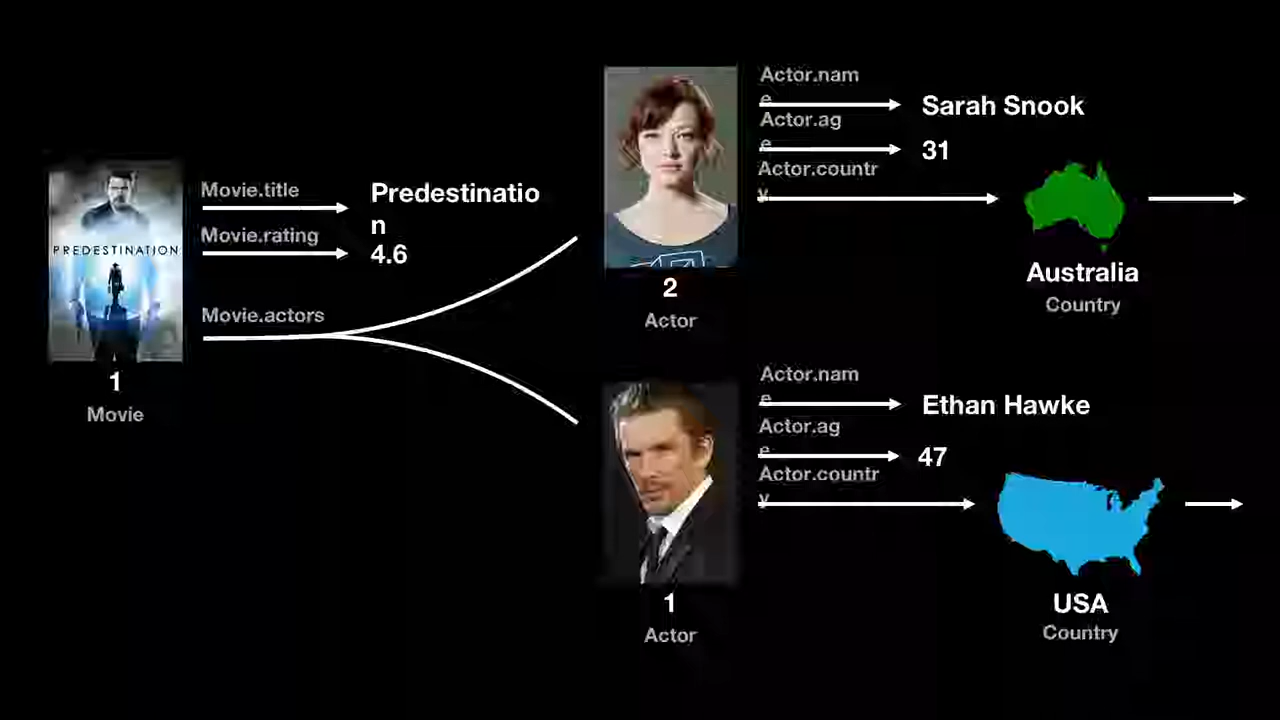 Movie.title
Predestinatio
n
Movie.rating
4.6
Movie.actors
PREDESTINATION
1
Movie
Actor.nam
e
Sarah Snook
Actor.ag
e
31
Actor.countr
y
2
Actor
Australia
Country
Actor.nam
e
Ethan Hawke
Actor.ag
e
47
Actor.countr
y
1
Actor
USA
Country